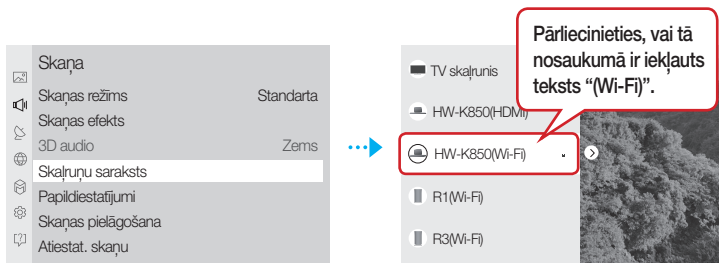 Skaņa
Skaņas režīms Standarta
Skaņas efekts
3D audio Zems
Skaļruņu saraksts
Papildiestatījumi
Skaņas pielāgošana
Atiestat. skaņu
Pārliecinieties, vai tā
nosaukumā ir iekļauts
teksts “(Wi-Fi)”.
TV skaļrunis
HW-K850(HDMI)
HW-K850(Wi-Fi)
R1(Wi-Fi)
R3(Wi-Fi)